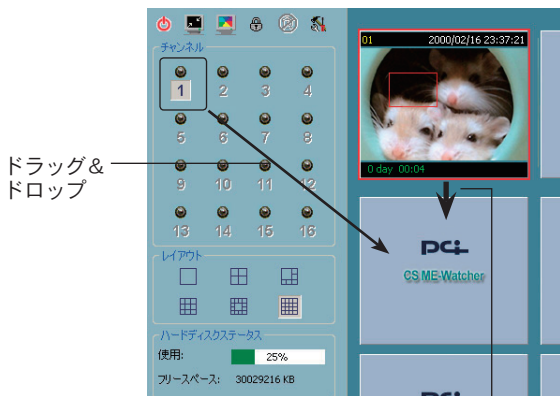 チャンネル
1 2 3 4
5 6 7 8
9 10 11 12
13 14 15 16
ドラッグ&
ドロップ
レイアウト
ハードディスクステータス
使用: 25%
フリースペース: 30029216 KB
01 2000/02/16 23:37:21
0 day 00:04
PCi
CS ME-Watcher
PCi